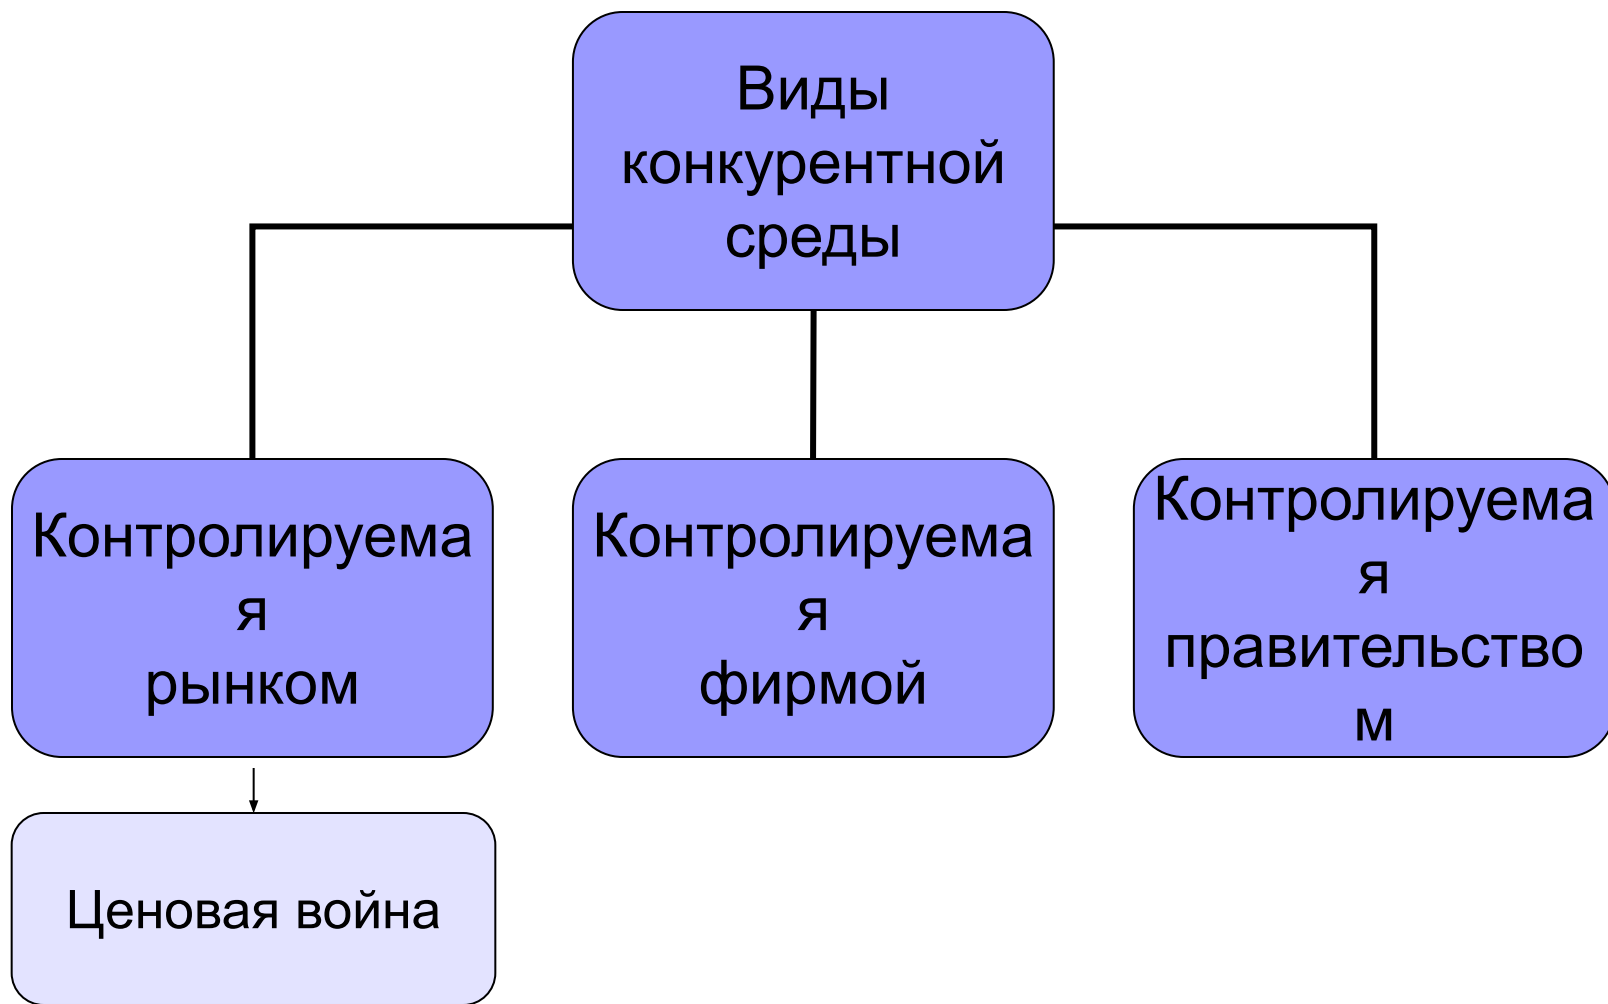 Виды
конкурентной
среды
Контролируема
я
рынком
Контролируема
я
фирмой
Контролируема
я
правительство
м
Ценовая война